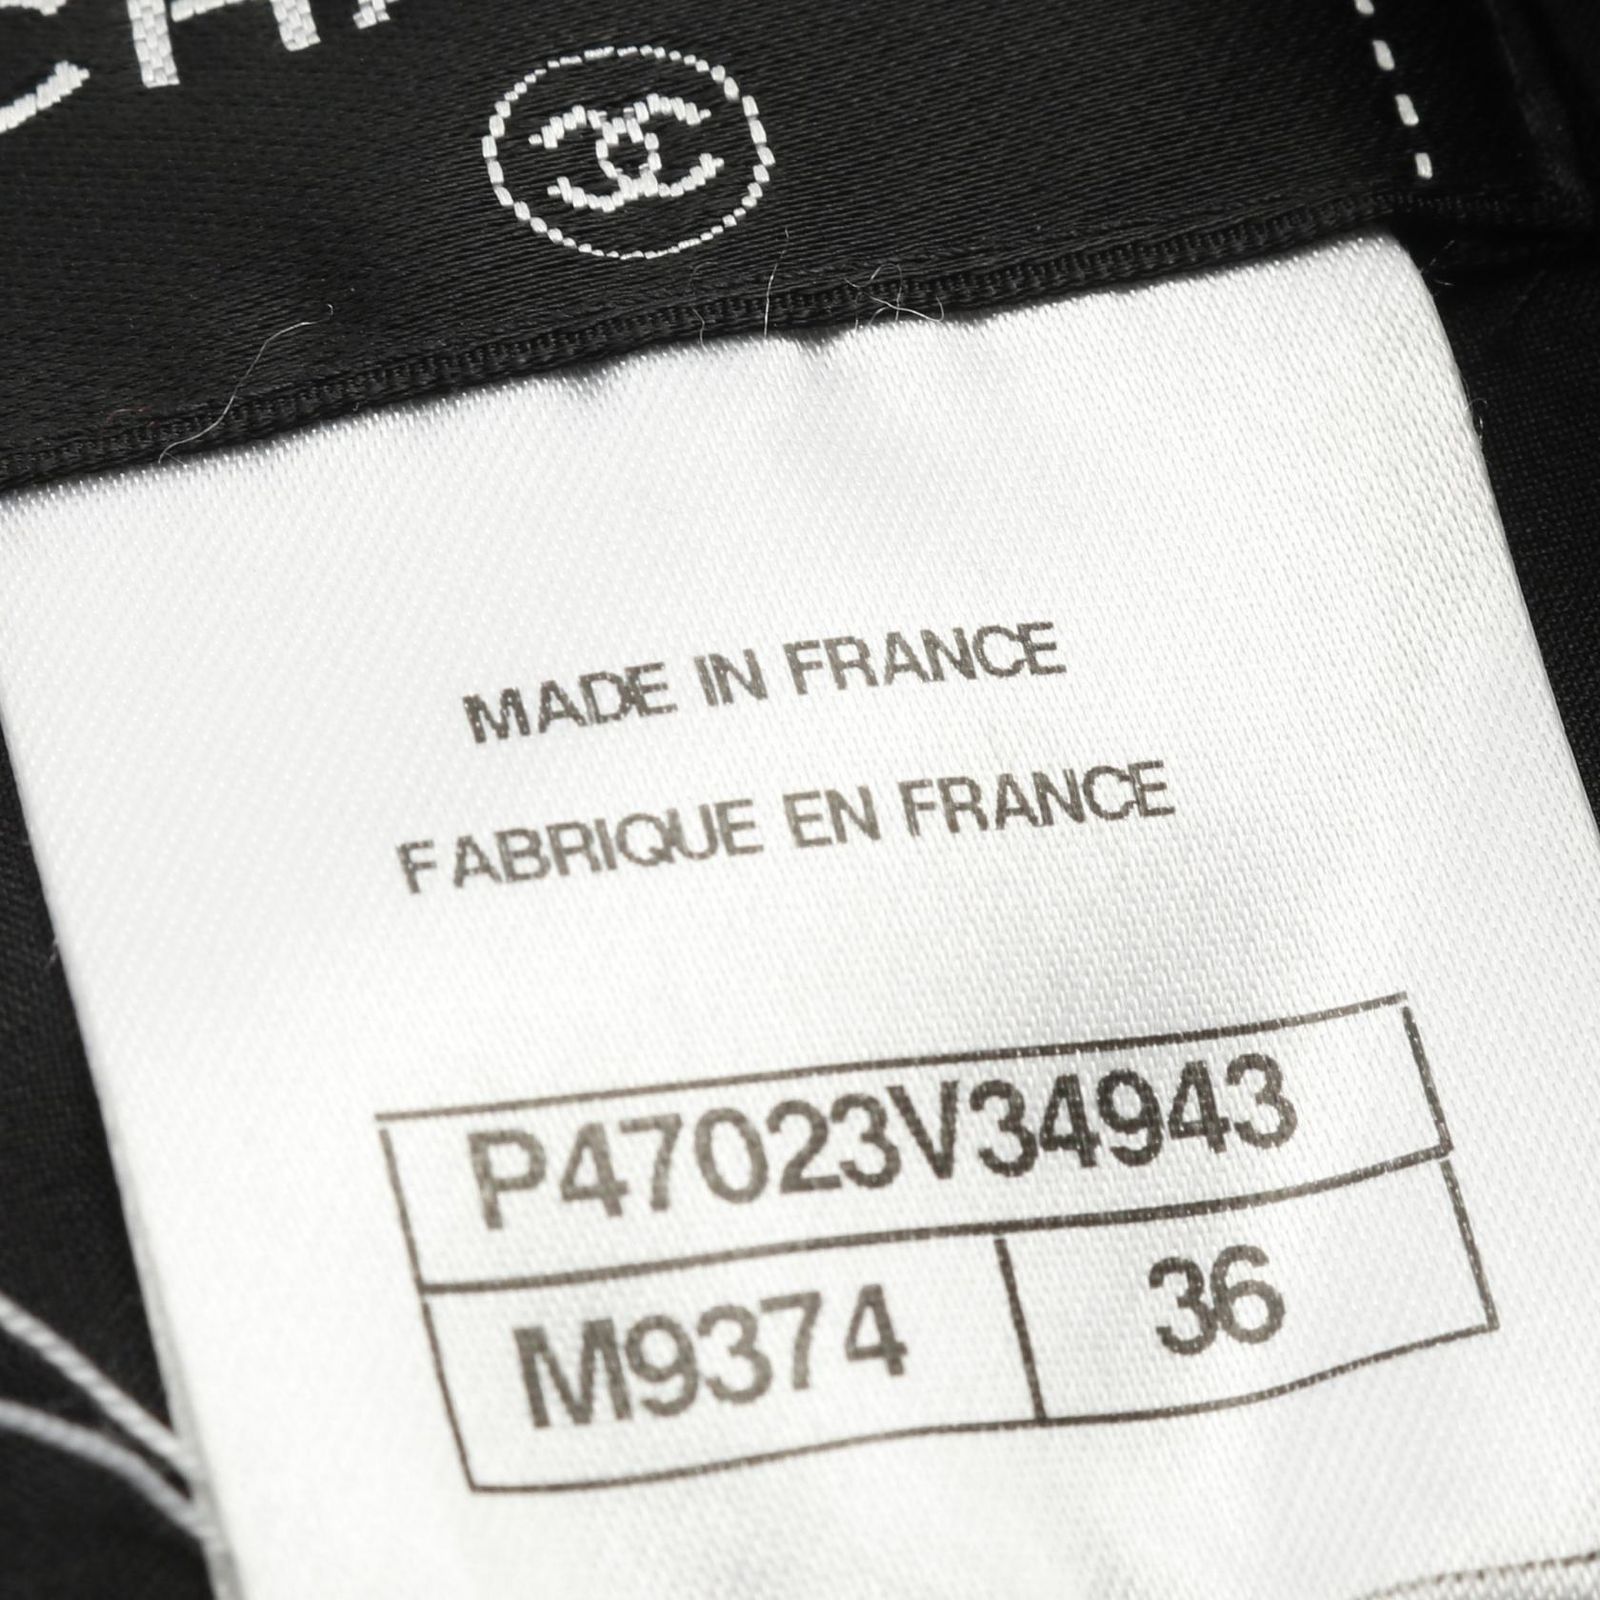 MADE IN FRANCE
FABRIQUE EN FRANCE
P47023V34943
M9374 36